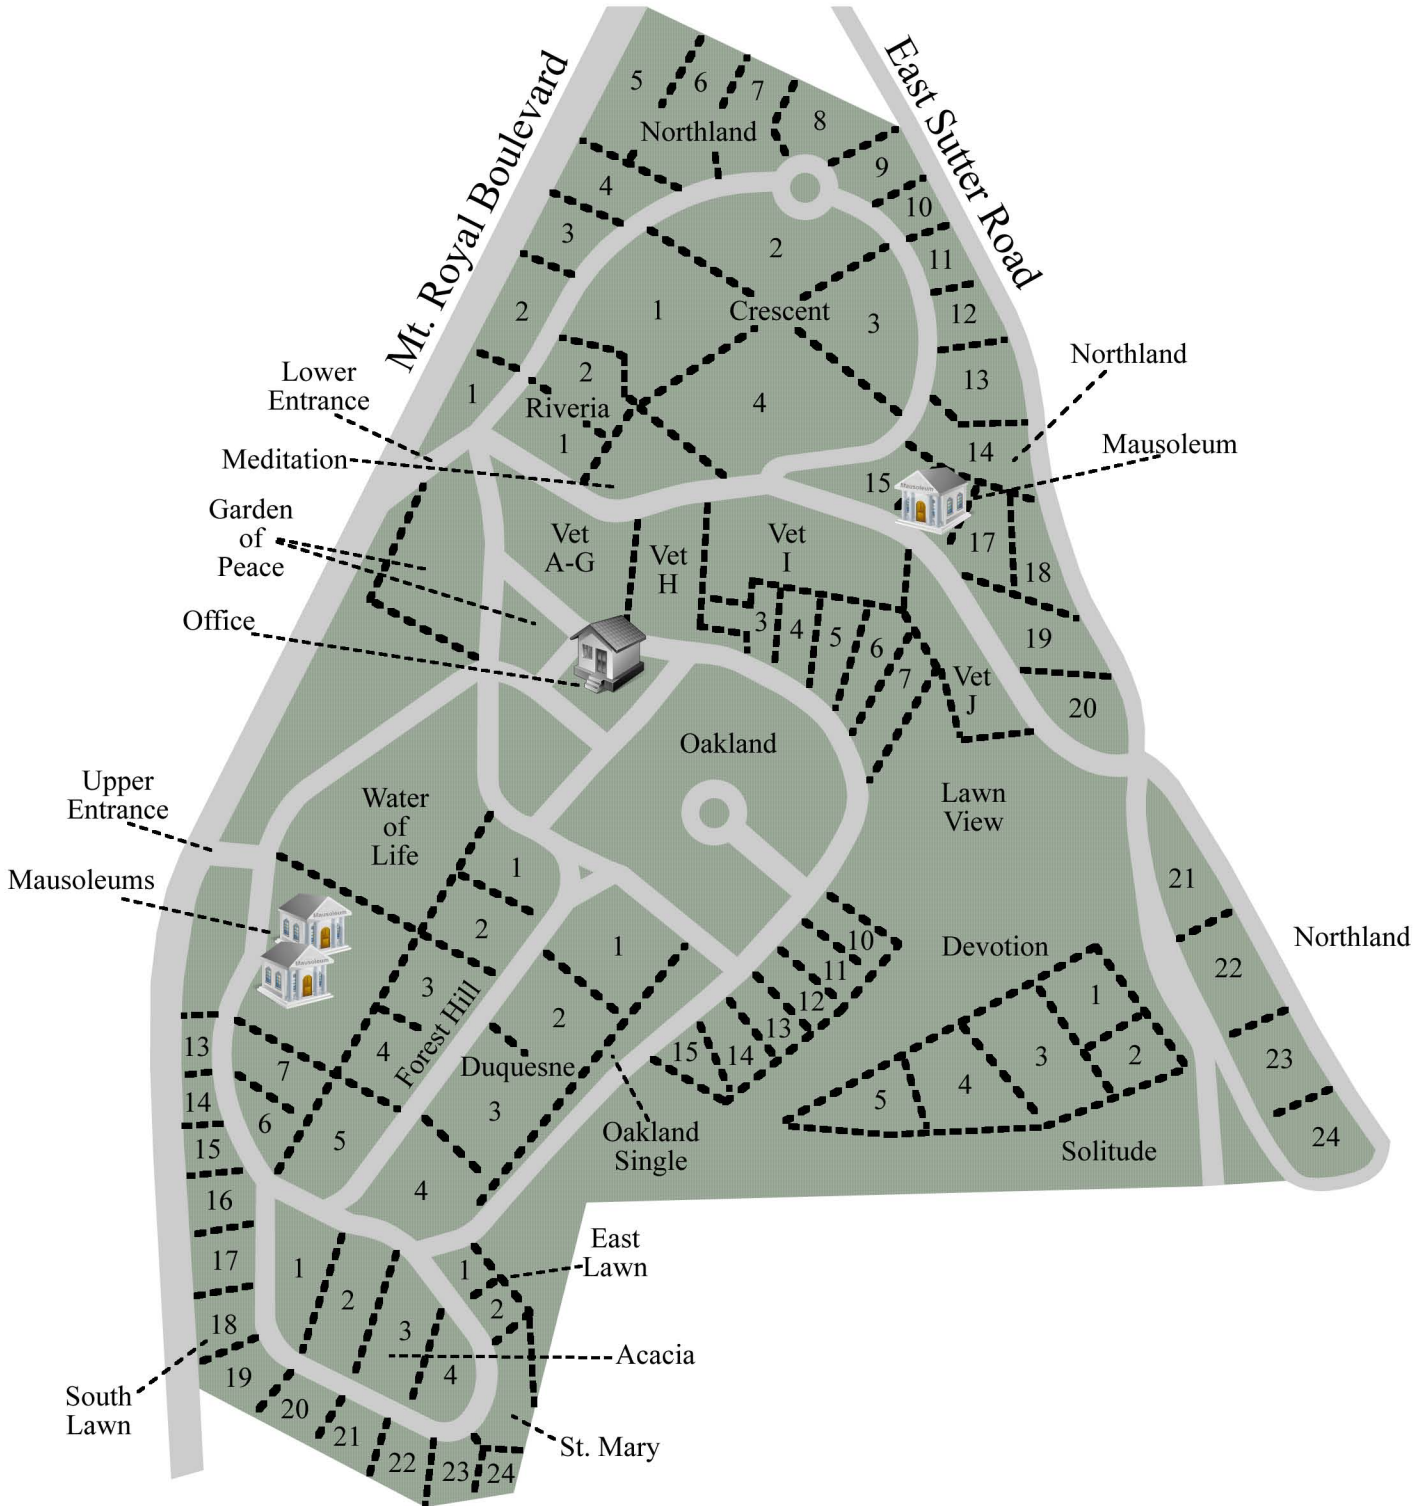 Mt. Royal Boulevard
East Sutter Road
5
6
7
8
Northland
9
4
10
3
2
11
2
1
Crescent
3
12
Northland
Lower
Entrance
1
2
Riveria
4
13
Mausoleum
Meditation
1
14
15
Mausoleum
Garden
of
Peace
Vet
A-G
Vet
H
Vet
I
17
18
Office
3
4
5
6
7
19
Vet
J
20
Oakland
Upper
Entrance
Water
of
Life
Lawn
View
Mausoleums
Mausoleum
Mausoleum
1
2
3
4
Forest Hill
5
6
7
1
2
Duquesne
3
4
10
11
12
13
14
15
Devotion
1
2
3
4
5
Solitude
21
Northland
22
23
24
Oakland
Single
13
14
15
16
17
18
19
20
21
22
23
24
1
2
3
4
1
2
East
Lawn
Acacia
South
Lawn
St. Mary